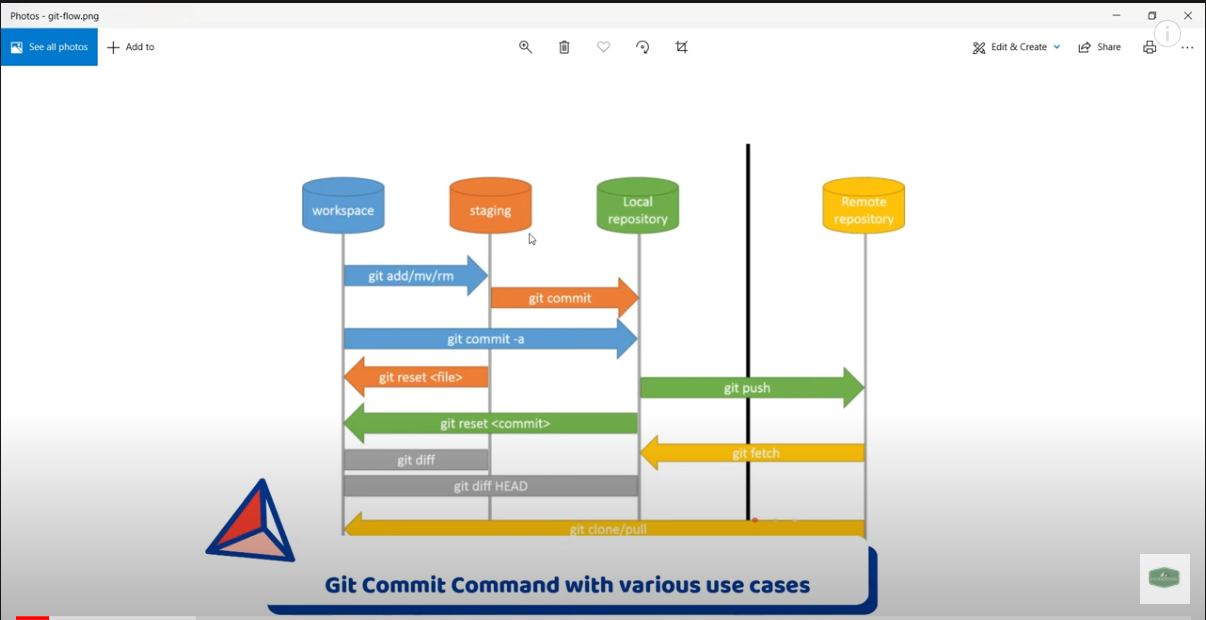 Photos - git-flow.png
See all photos
Add to
Edit & Create
Share
workspace
staging
Local
repository
Remote
repository
git add/mv/rm
git commit
git commit -a
git reset <file>
git push
git reset <commit>
git fetch
git diff
git diff HEAD
git clone/pull
Git Commit Command with various use cases